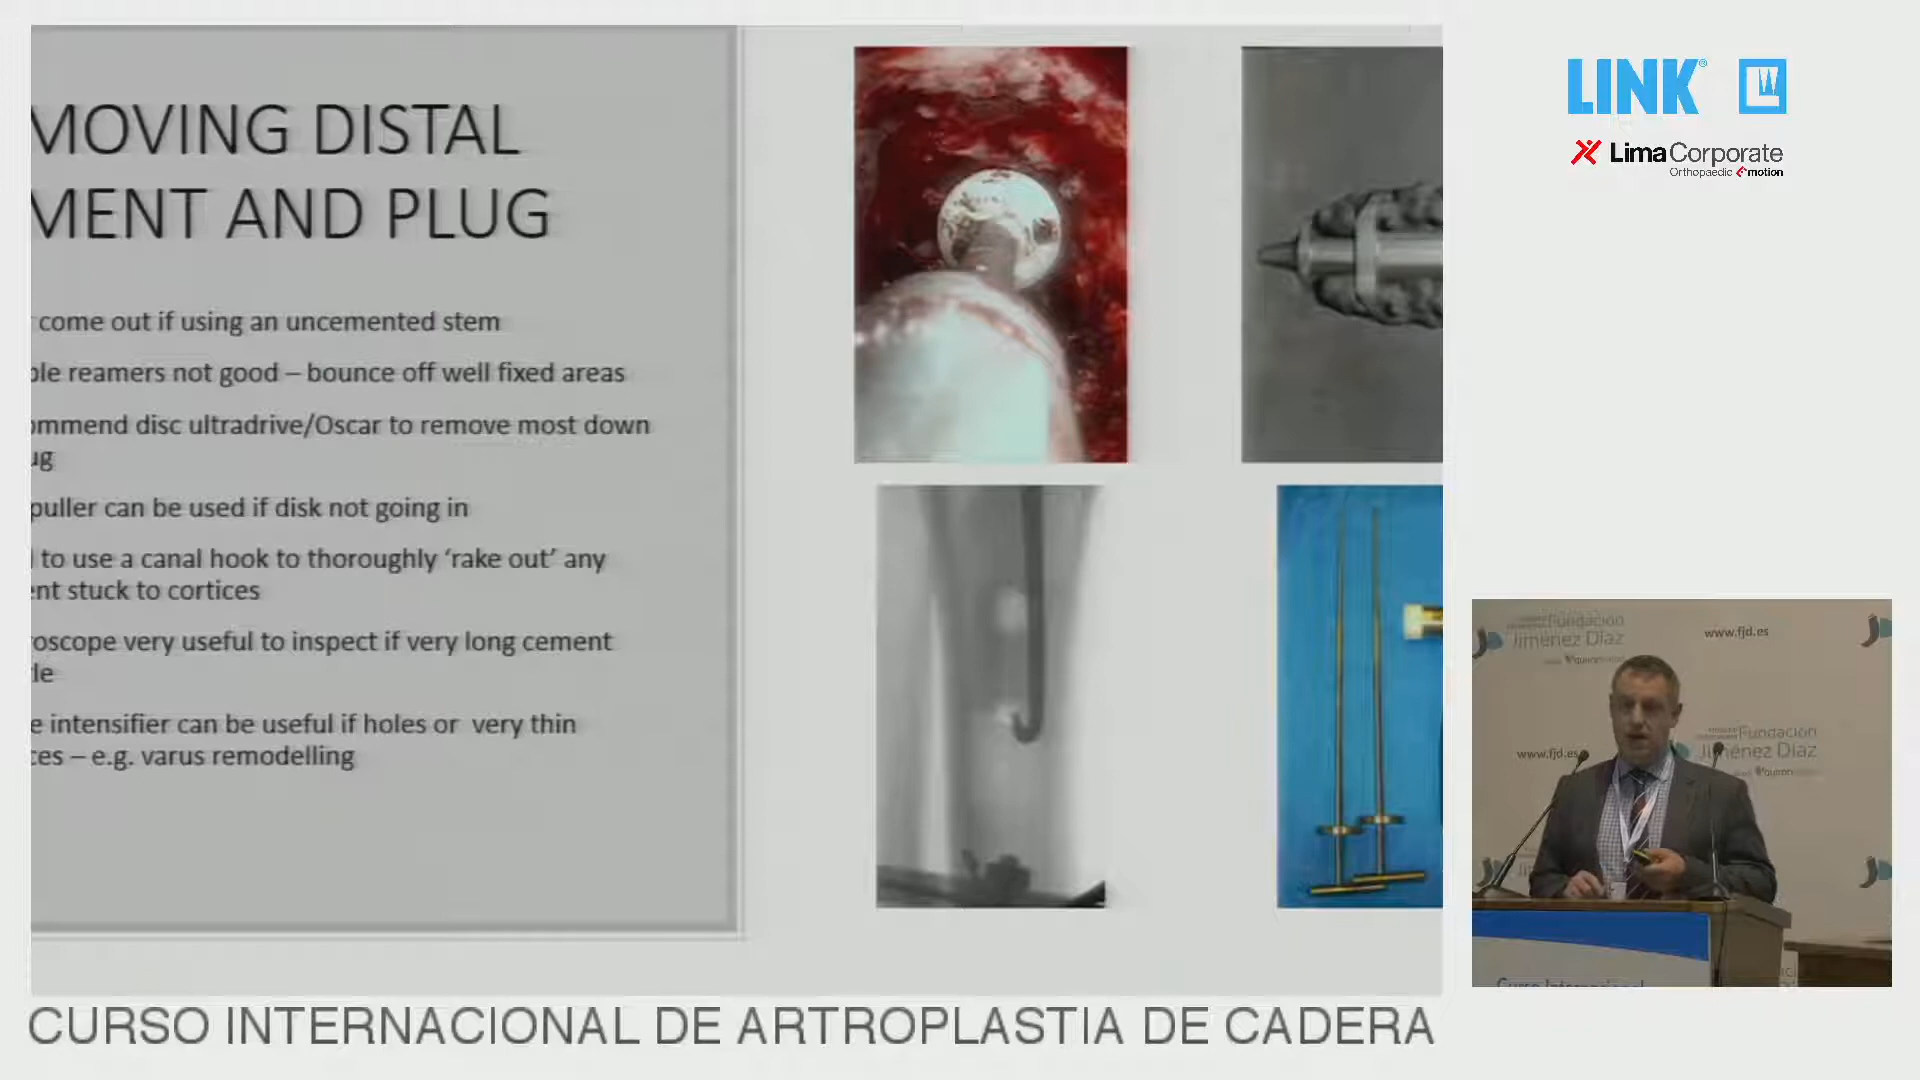 MOVING DISTAL
MENT AND PLUG
come out if using an uncemented stem
ble reamers not good – bounce off well fixed areas
ommend disc ultradrive/Oscar to remove most down
ug
puller can be used if disk not going in
to use a canal hook to thoroughly ‘rake out’ any
ent stuck to cortices
roscope very useful to inspect if very long cement
tle
e intensifier can be useful if holes or very thin
ces – e.g. varus remodelling
LINK®
LimaCorporate
Orthopaedic emotion
Fundación
Jiménez Díaz
www.fjd.es
Fundación
www.fjd.es
Jiménez Díaz
CURSO INTERNACIONAL DE ARTROPLASTIA DE CADERA